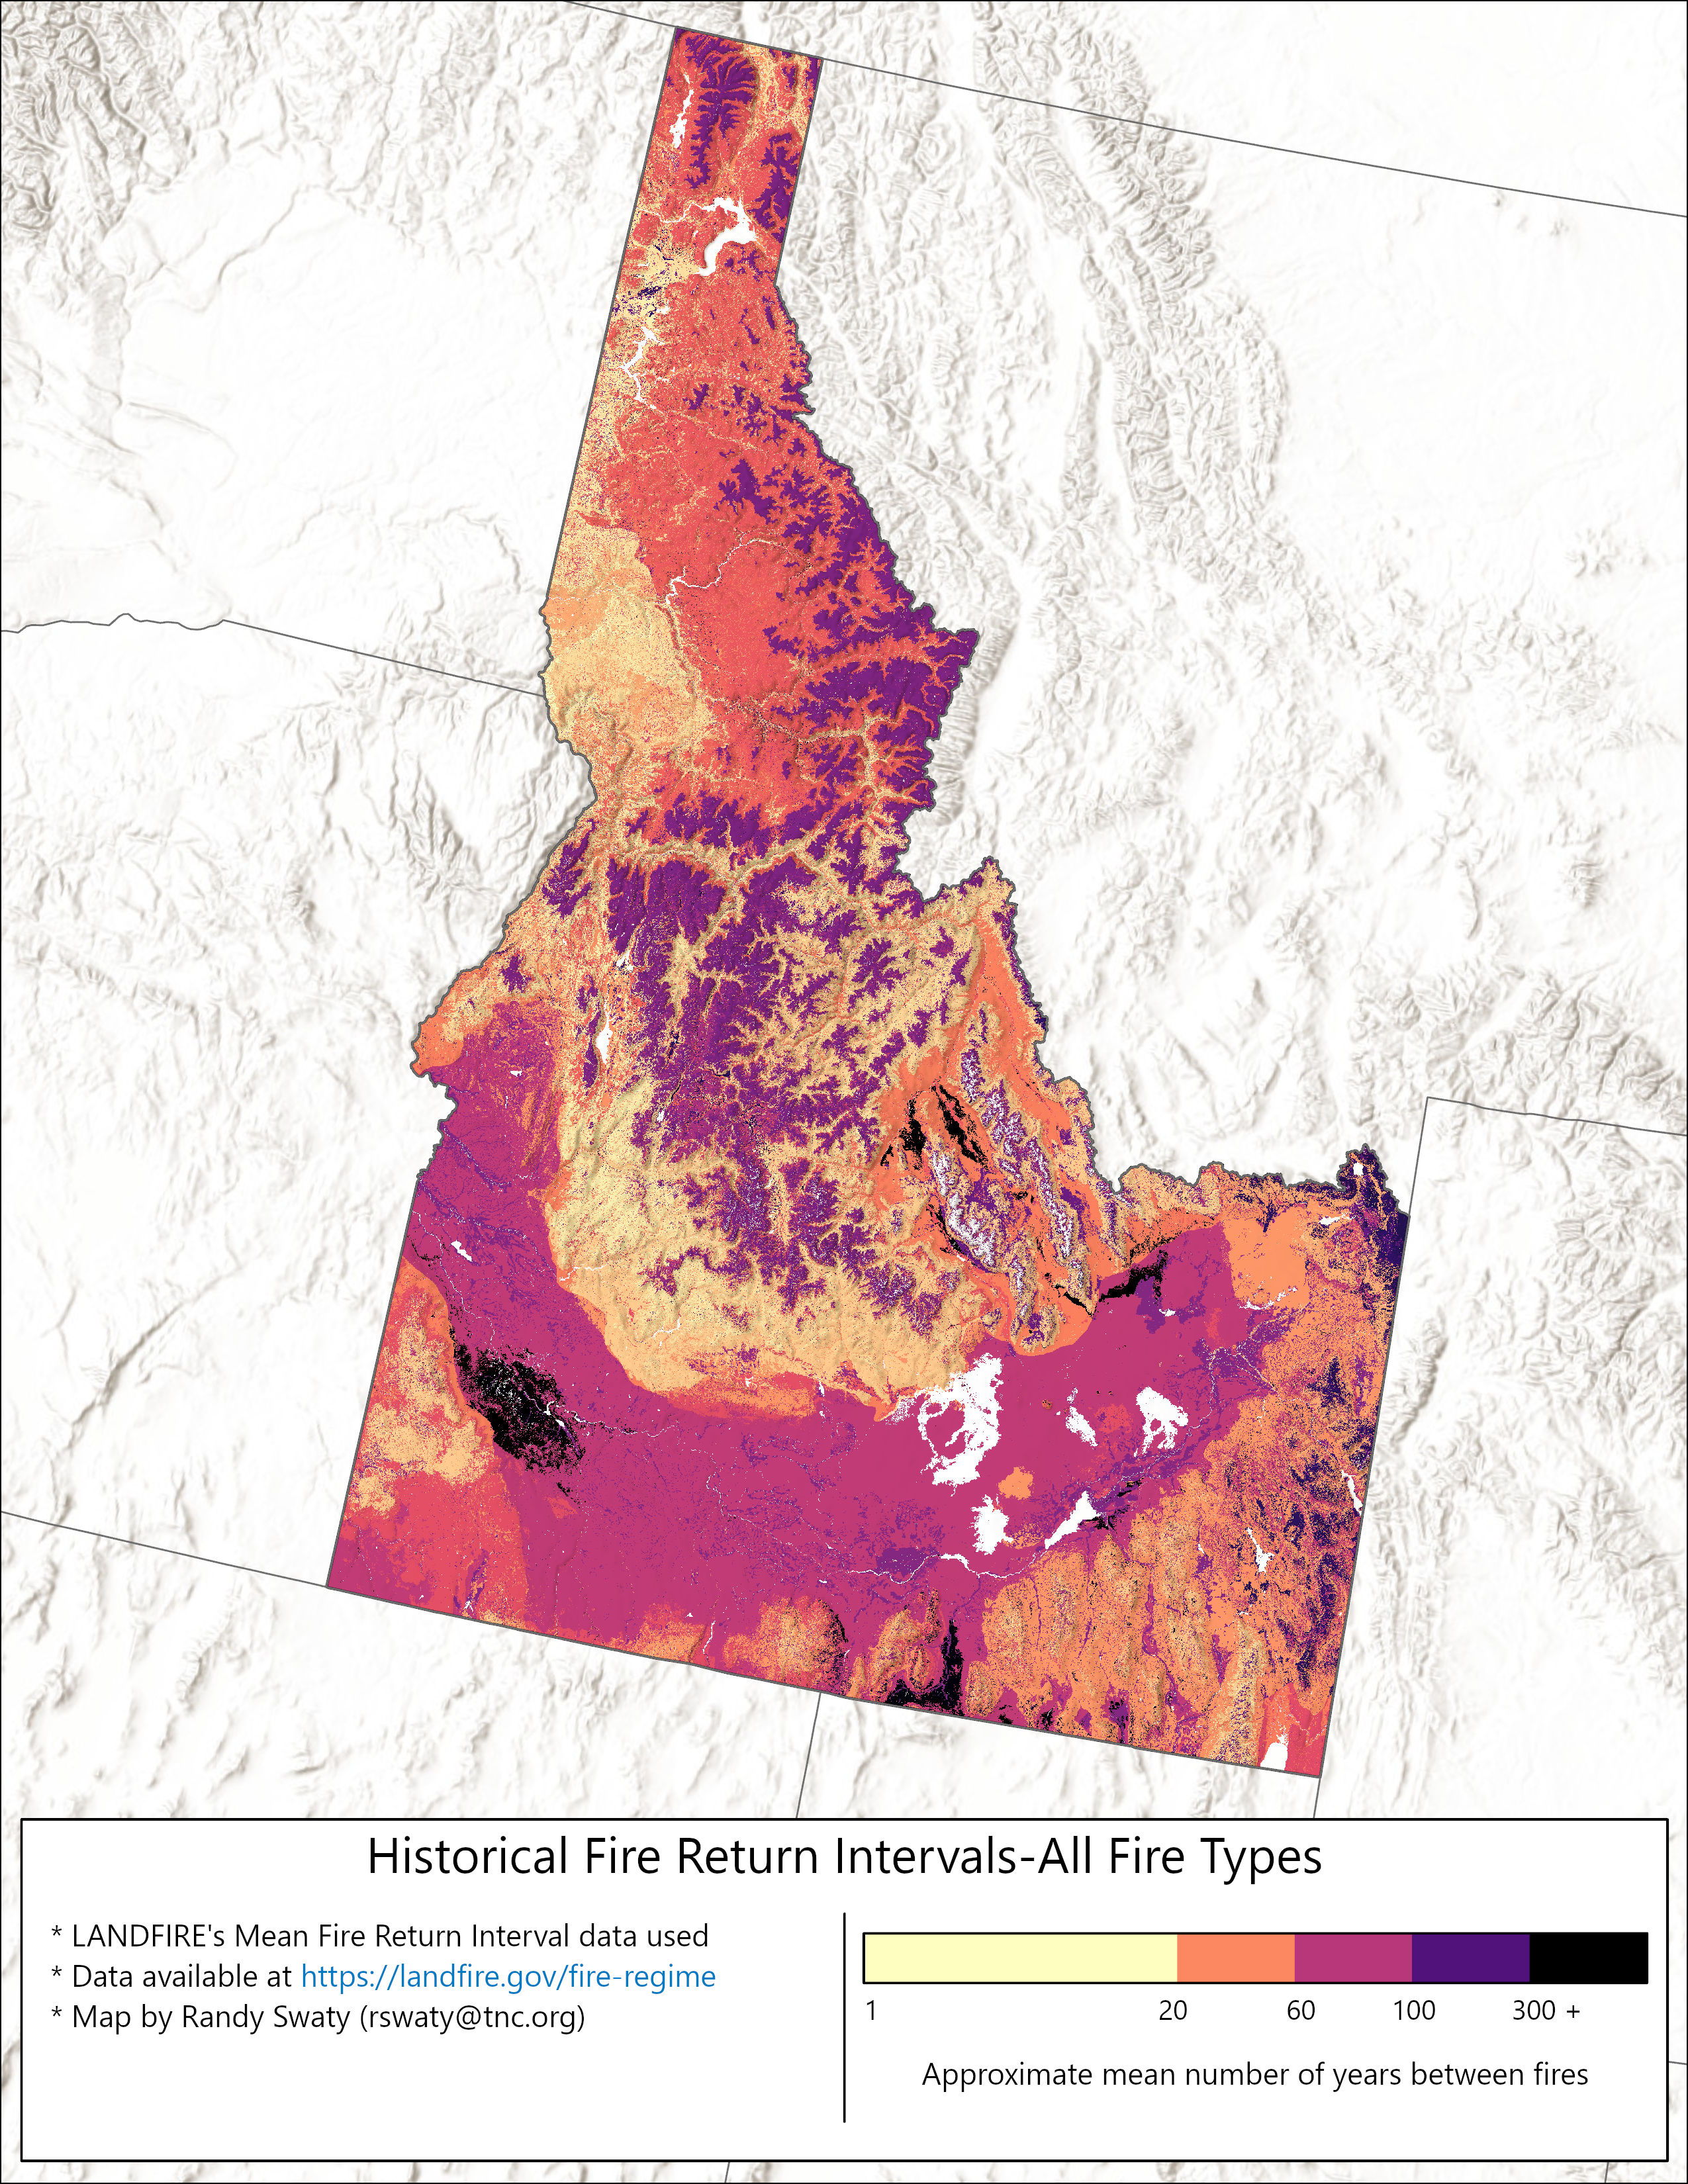 Historical Fire Return Intervals-All Fire Types
* LANDFIRE's Mean Fire Return Interval data used
* Data available at https://landfire.gov/fire-regime
* Map by Randy Swaty (rswaty@tnc.org)
1 20 60 100 300 +
Approximate mean number of years between fires